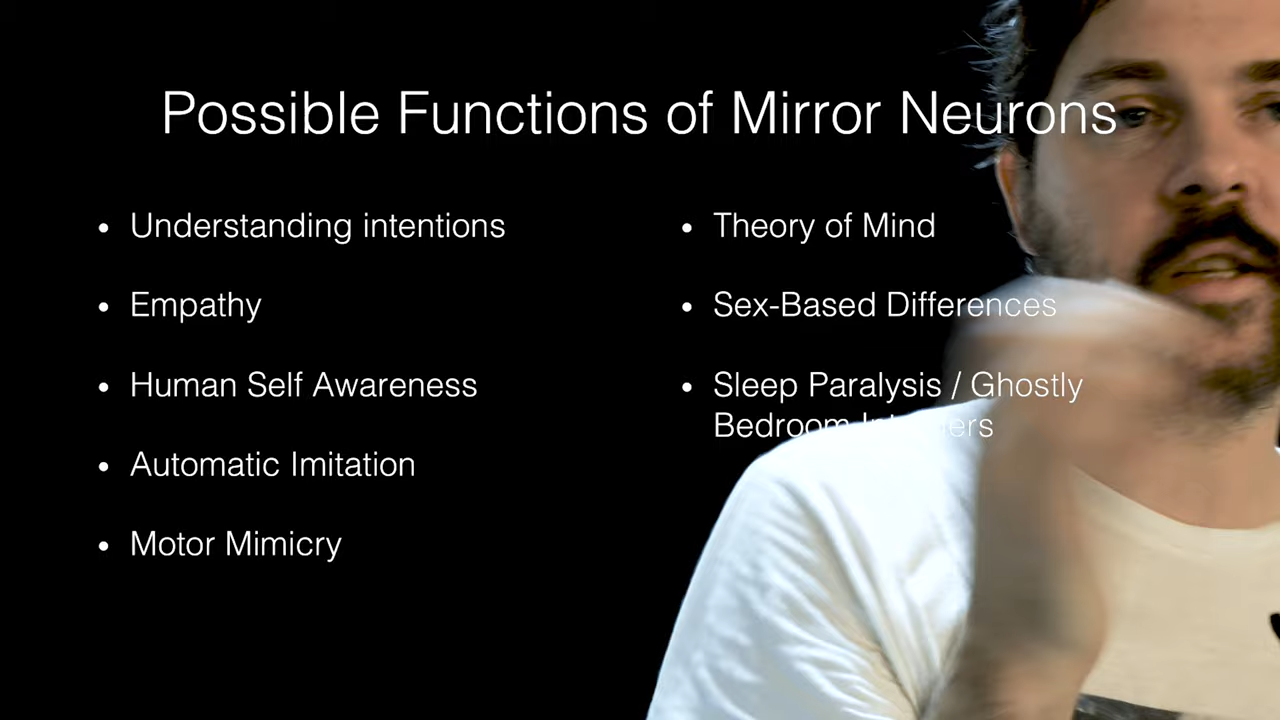 Possible Functions of Mirror Neurons
• Understanding intentions
• Empathy
• Human Self Awareness
• Automatic Imitation
• Motor Mimicry
• Theory of Mind
• Sex-Based Differences
• Sleep Paralysis / Ghostly
Bedroom